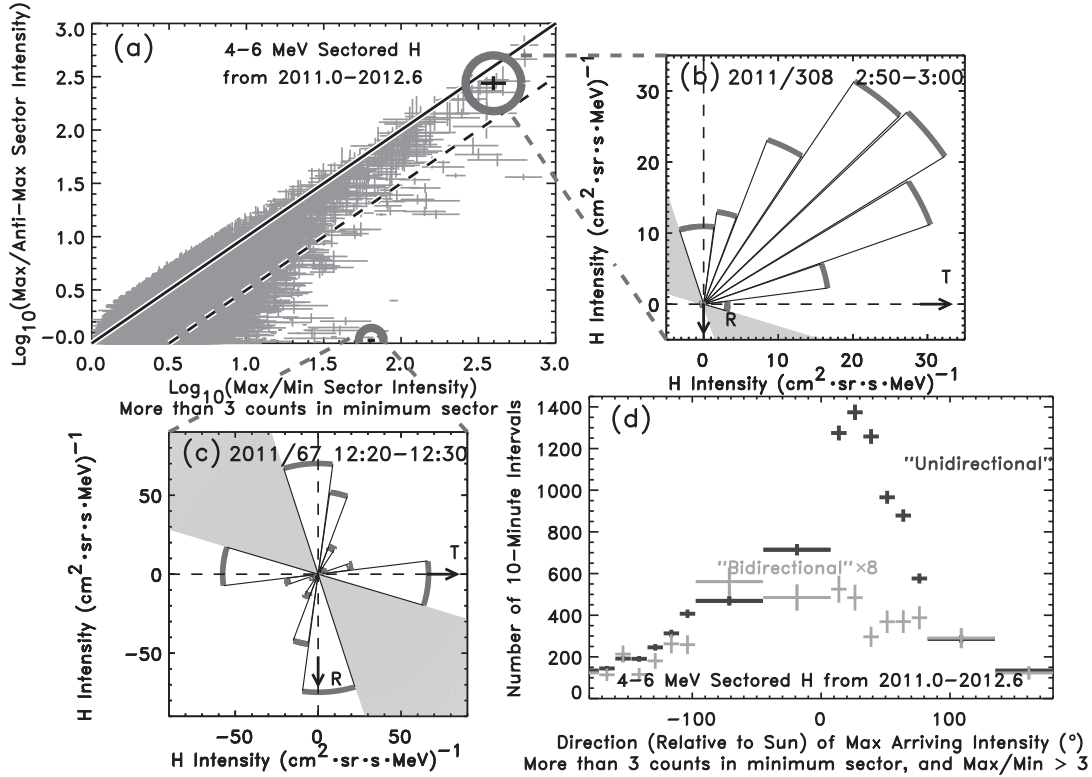 (a)
4-6 MeV Sectored H
from 2011.0-2012.6
Log10(Max/Anti-Max Sector Intensity)
3.0
2.5
2.0
1.5
1.0
0.5
-0.0
0.0 0.5 1.0 1.5 2.0 2.5 3.0
Log10(Max/Min Sector Intensity)
More than 3 counts in minimum sector
(b) 2011/308 2:50-3:00
H Intensity (cm2·sr·s·MeV)-1
30
20
10
0
T
R
0 10 20 30
H Intensity (cm2·sr·s·MeV)-1
(c) 2011/67 12:20-12:30
H Intensity (cm2·sr·s·MeV)-1
50
0
-50
T
R
-50 0 50
H Intensity (cm2·sr·s·MeV)-1
(d)
Number of 10-Minute Intervals
1400
1200
1000
800
600
400
200
0
"Unidirectional"
"Bidirectional"×8
4-6 MeV Sectored H from 2011.0-2012.6
-100 0 100
Direction (Relative to Sun) of Max Arriving Intensity (°)
More than 3 counts in minimum sector, and Max/Min > 3